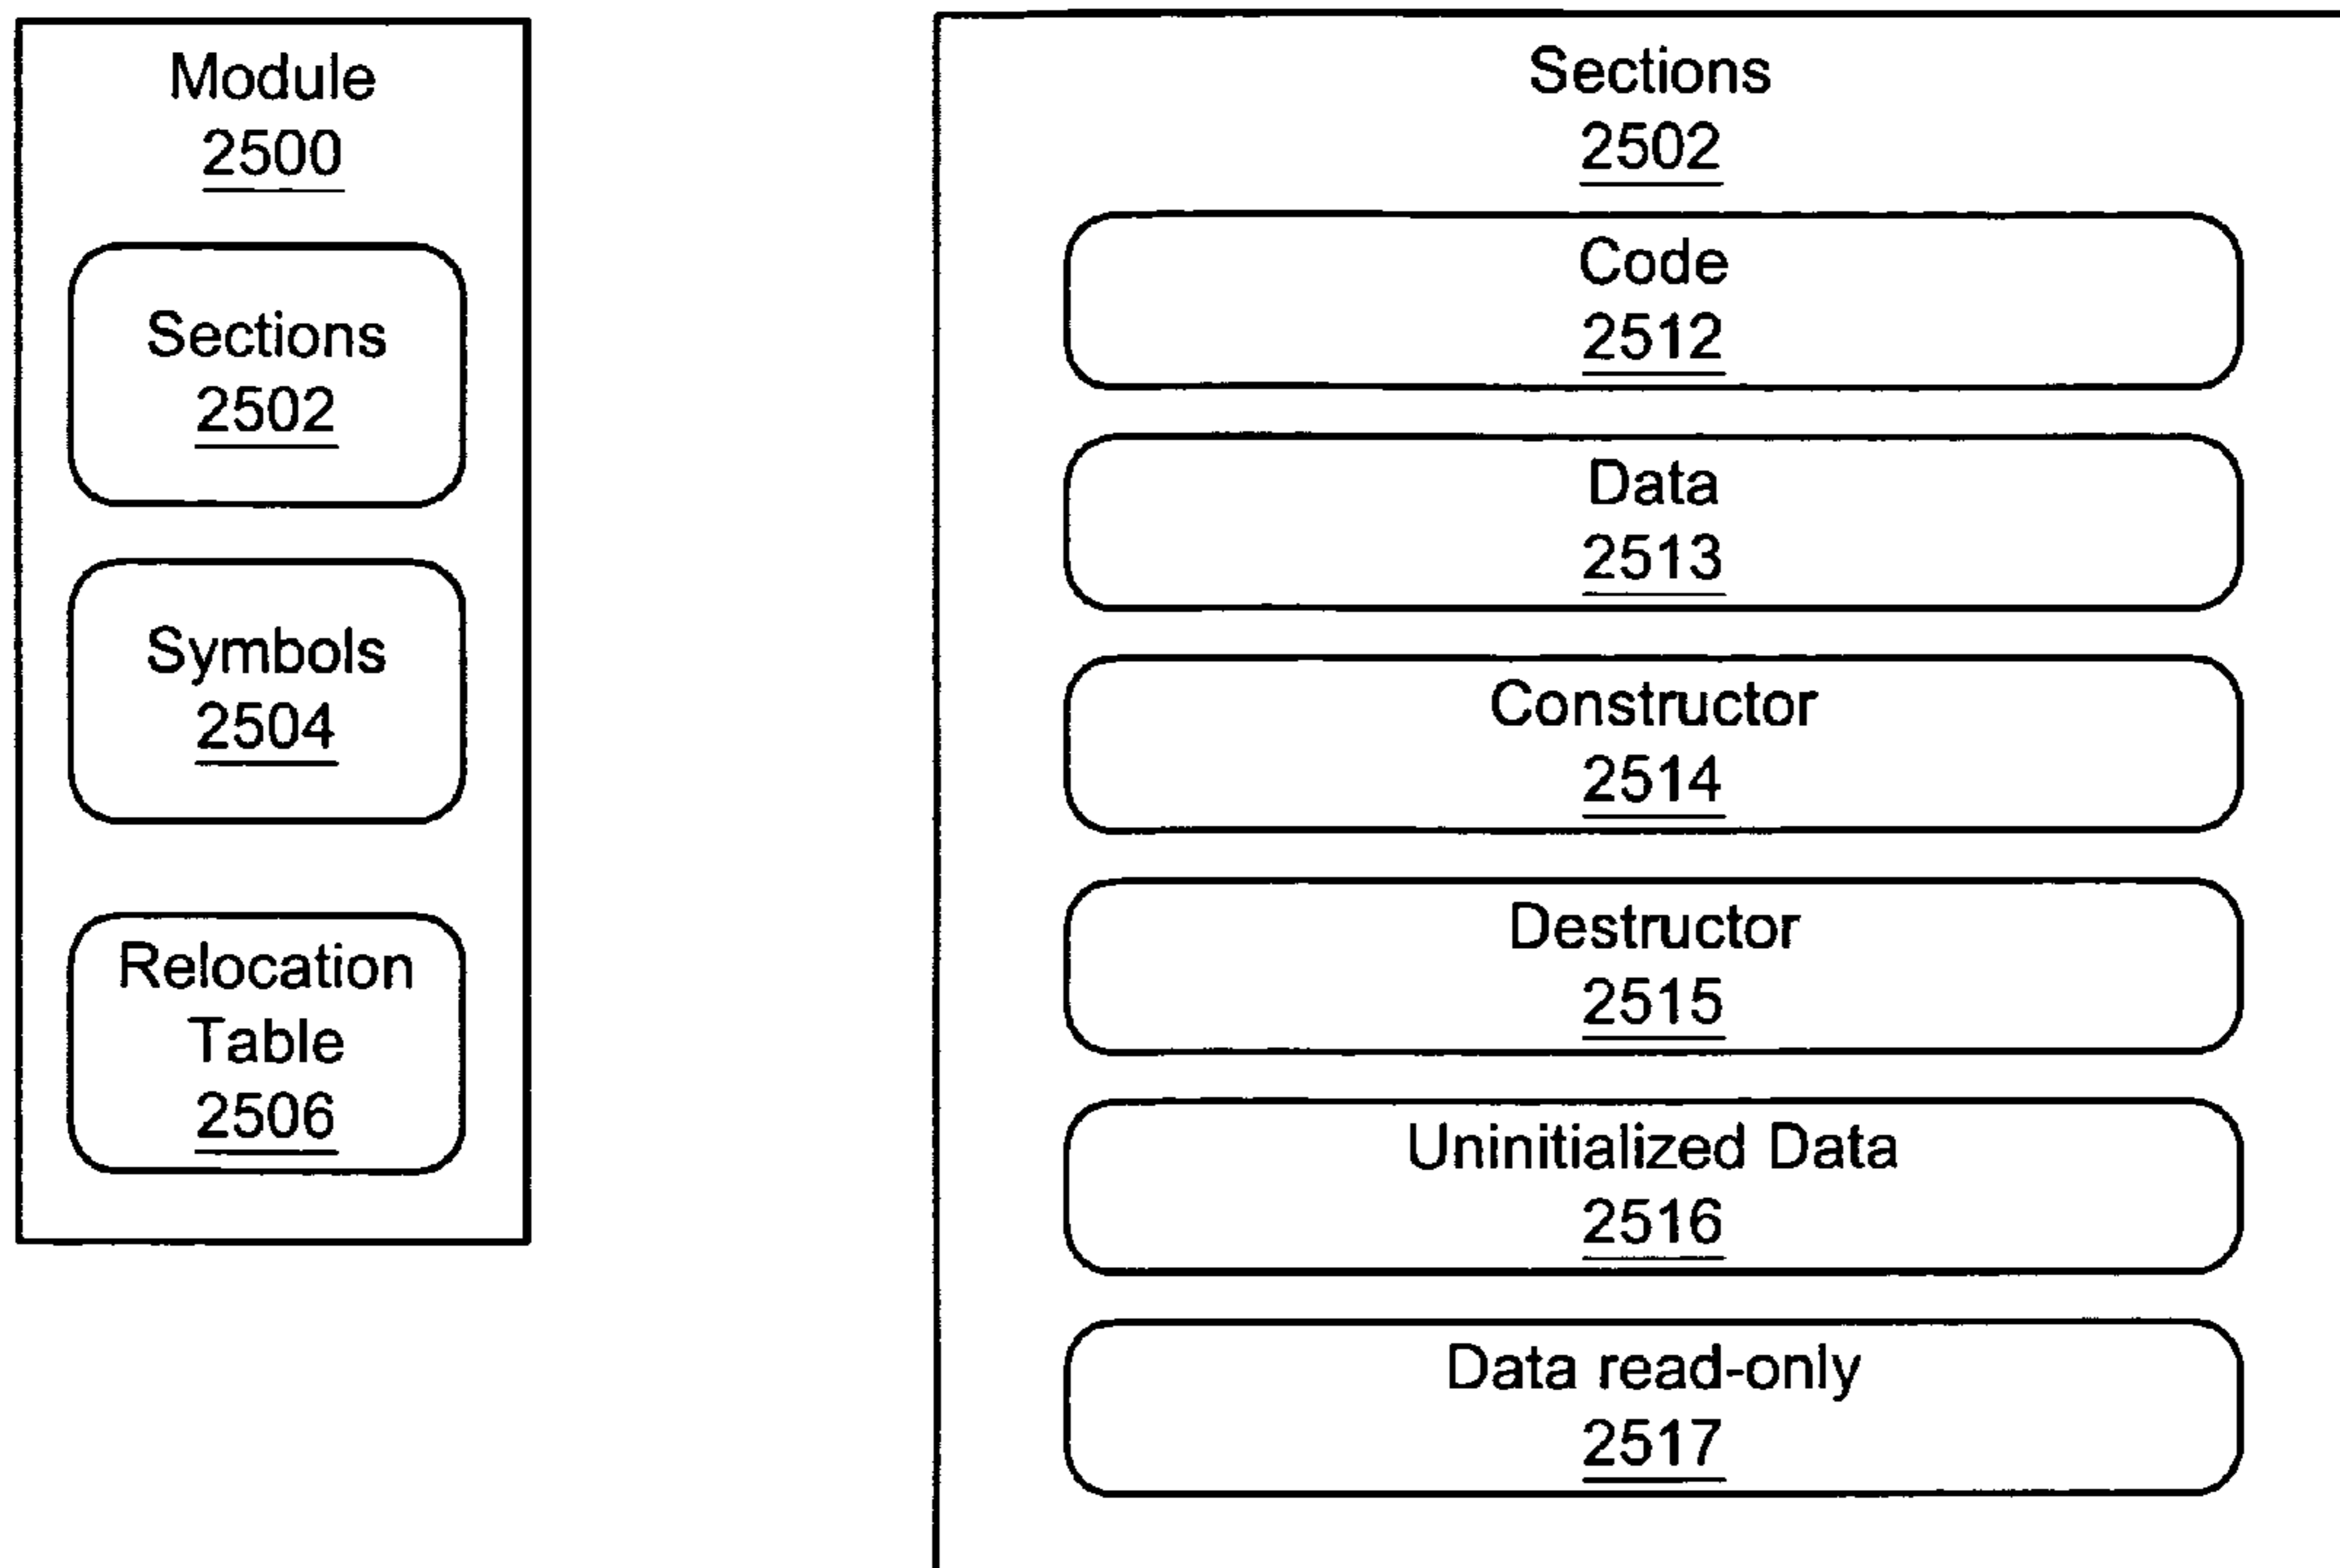 Module
2500
Sections
2502
Symbols
2504
Relocation
Table
2506
Sections
2502
Code
2512
Data
2513
Constructor
2514
Destructor
2515
Uninitialized Data
2516
Data read-only
2517